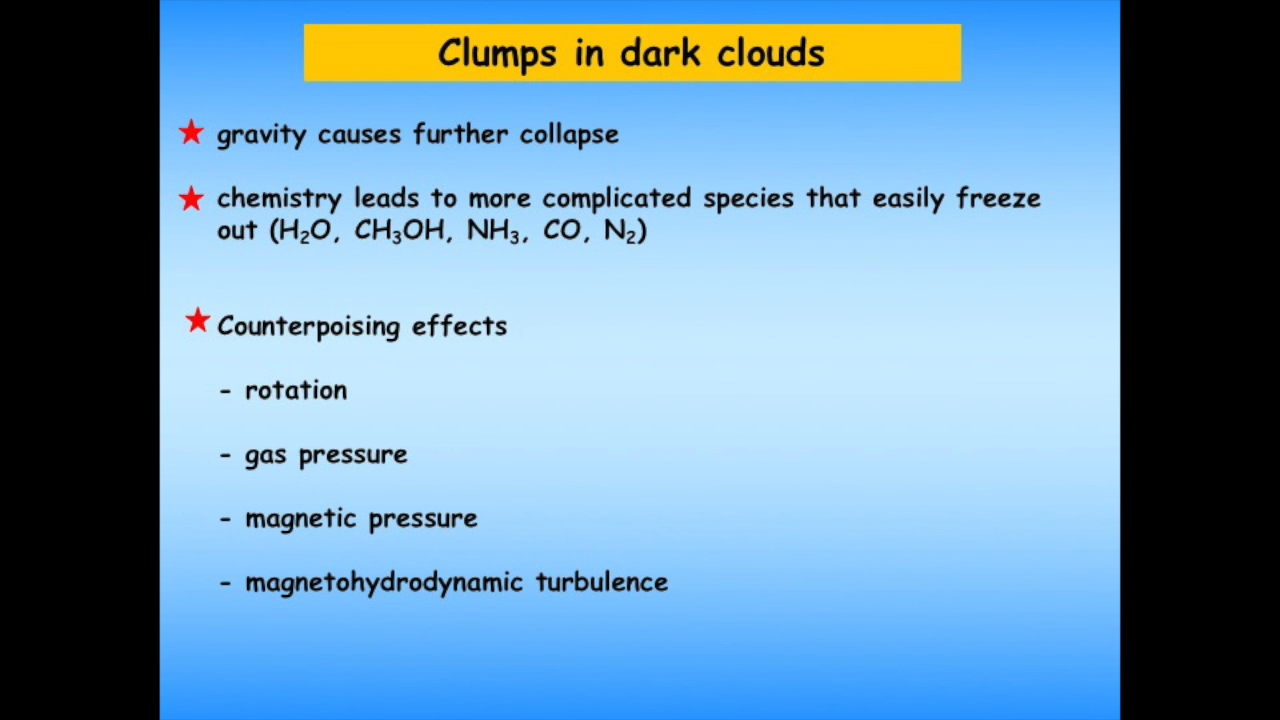 Clumps in dark clouds
gravity causes further collapse
chemistry leads to more complicated species that easily freeze
out (H₂O, CH₃OH, NH₃, CO, N₂)
Counterpoising effects
- rotation
- gas pressure
- magnetic pressure
- magnetohydrodynamic turbulence